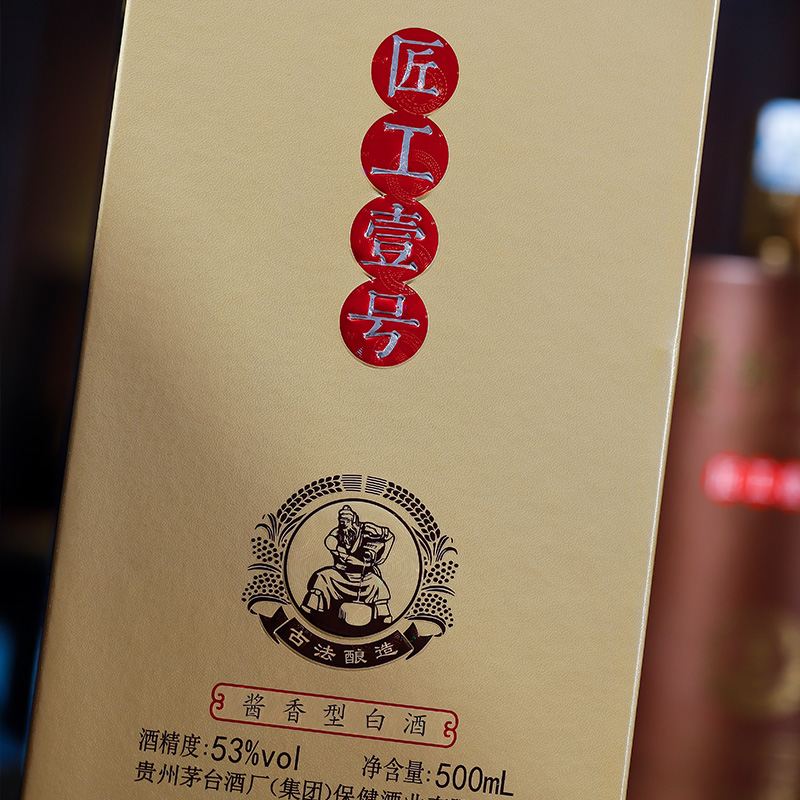 匠工壹号
古法酿造
酱香型白酒
酒精度:53%vol 净含量:500mL
贵州茅台酒厂(集团)保健酒业